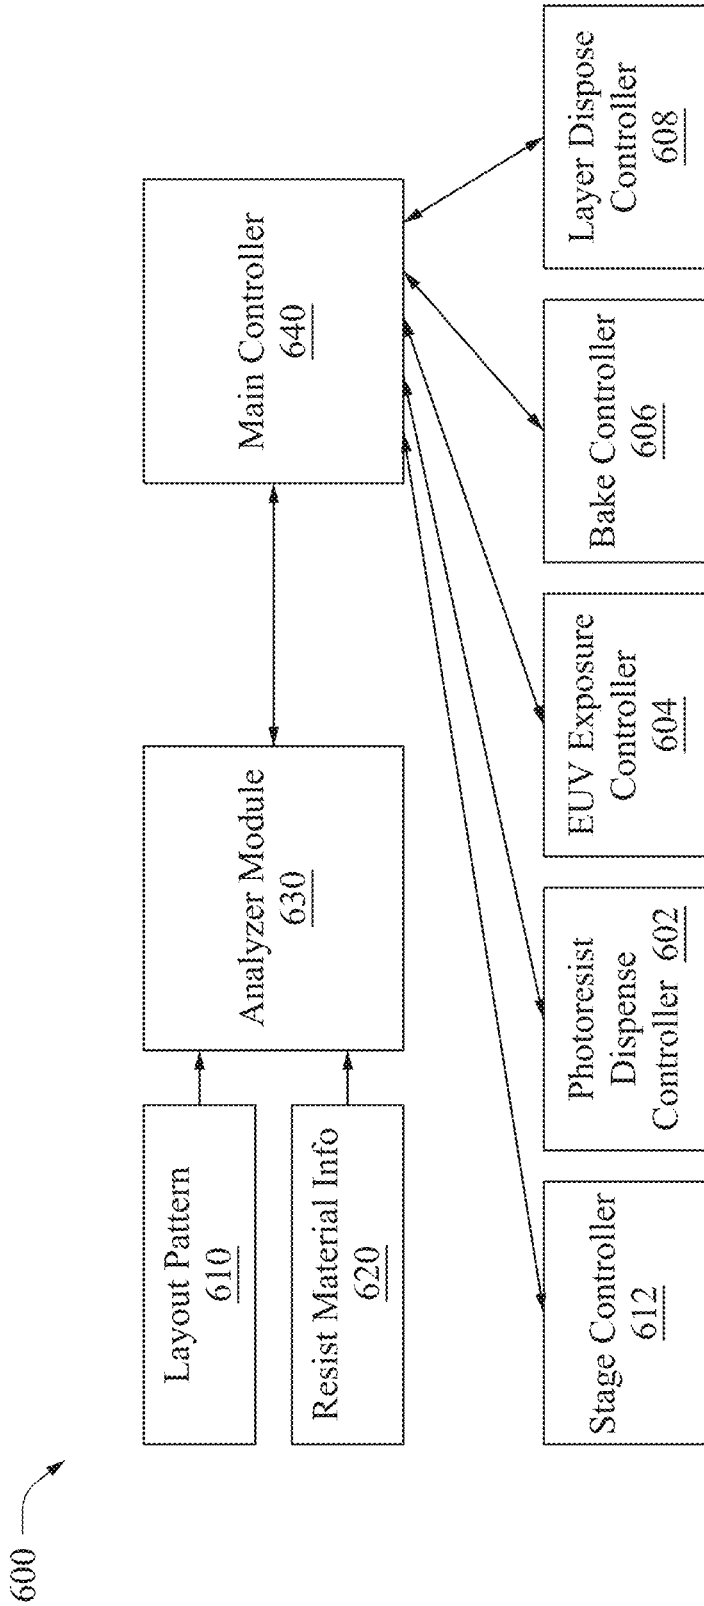 600
Layout Pattern
610
Resist Material Info
620
Analyzer Module
630
Main Controller
640
Stage Controller
612
Photoresist
Dispense
Controller 602
EUV Exposure
Controller
604
Bake Controller
606
Layer Dispose
Controller
608